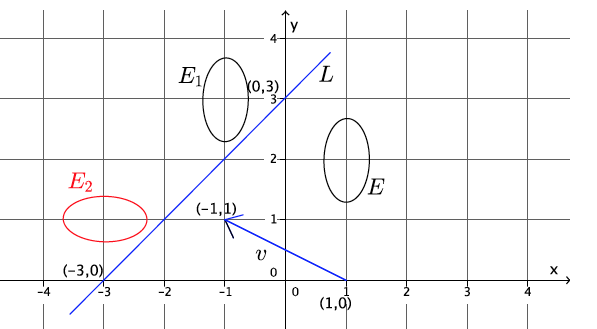 y
4
E₁
L
(0,3)
3
2
E₂
E
(-1,1)
1
v
(-3,0)
0
x
-4 -3 -2 -1 0 1 2 3 4
(1,0)